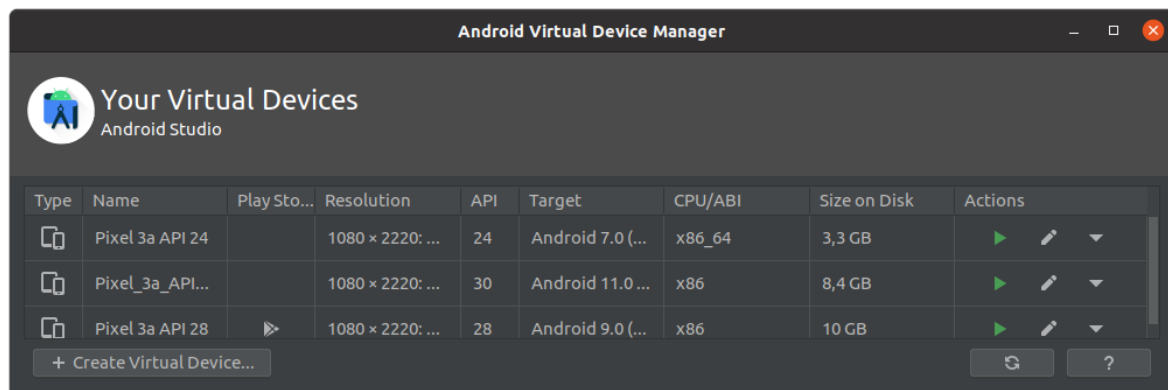 Android Virtual Device Manager
Your Virtual Devices
Android Studio
Type Name Play Sto... Resolution API Target CPU/ABI Size on Disk Actions
Pixel 3a API 24 1080 × 2220: ... 24 Android 7.0 (... x86_64 3,3 GB
Pixel_3a_API... 1080 × 2220: ... 30 Android 11.0 ... x86 8,4 GB
Pixel 3a API 28 1080 × 2220: ... 28 Android 9.0 (... x86 10 GB
+ Create Virtual Device... ?